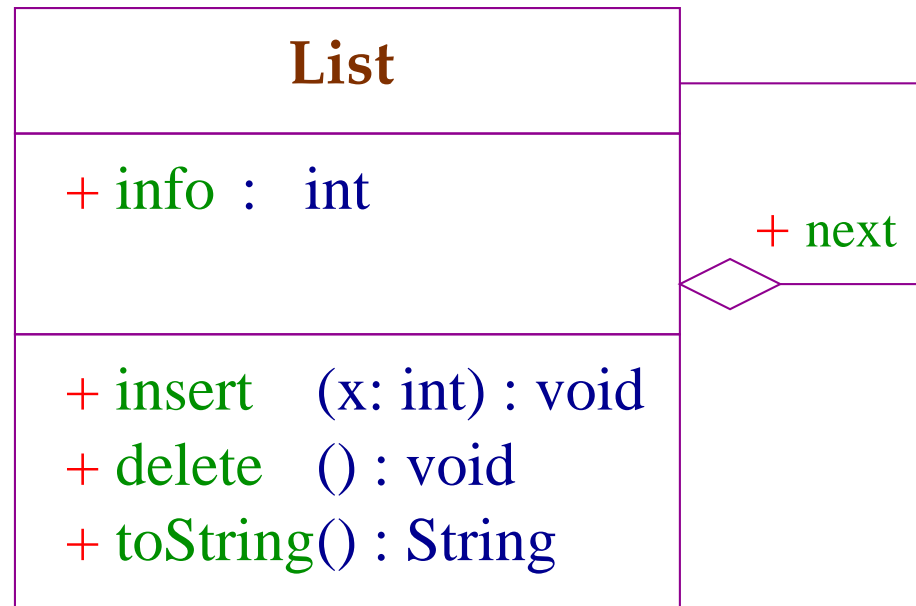 List
+ info : int
+ next
+ insert (x: int) : void
+ delete () : void
+ toString() : String